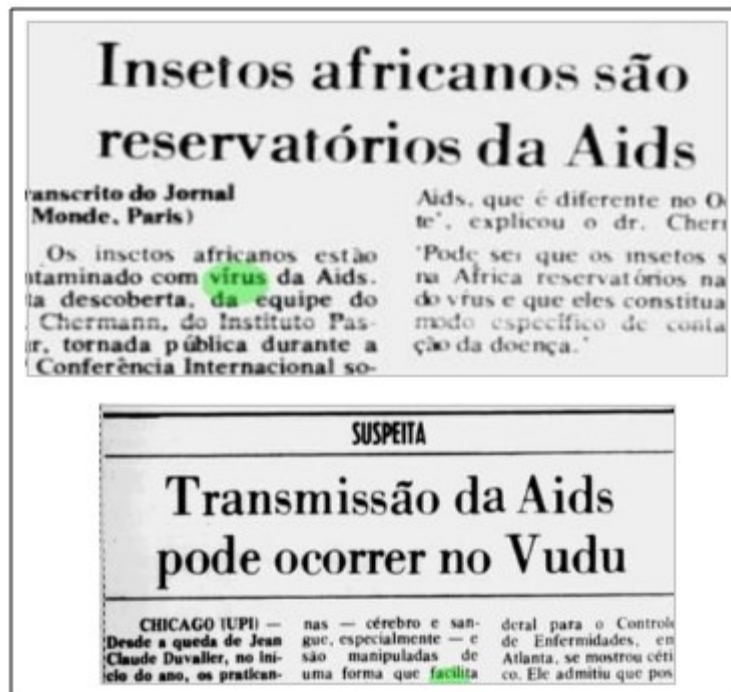 Insetos africanos são
reservatórios da Aids
anscrito do Jornal
Monde, Paris)
Os insetos africanos estão
ntaminado com vírus da Aids.
ta descoberta, da equipe do
Chermann, do Instituto Pas-
ur, tornada pública durante a
Conferência Internacional so-
Aids, que é diferente no O
te", explicou o dr. Cher
"Pode ser que os insetos s
na África reservatórios na
do vrus e que eles constitua
modo específico de conta
ção da doença."
SUSPEITA
Transmissão da Aids
pode ocorrer no Vudu
CHICAGO (UPI) —
Desde a queda de Jean
Claude Duvalier, no iní-
cio do ano, os pratican-
nas — cérebro e san-
gue, especialmente — e
são manipuladas de
uma forma que facilita
deral para o Controle
de Enfermidades, em
Atlanta, se mostrou céti
co. Ele admitiu que pos